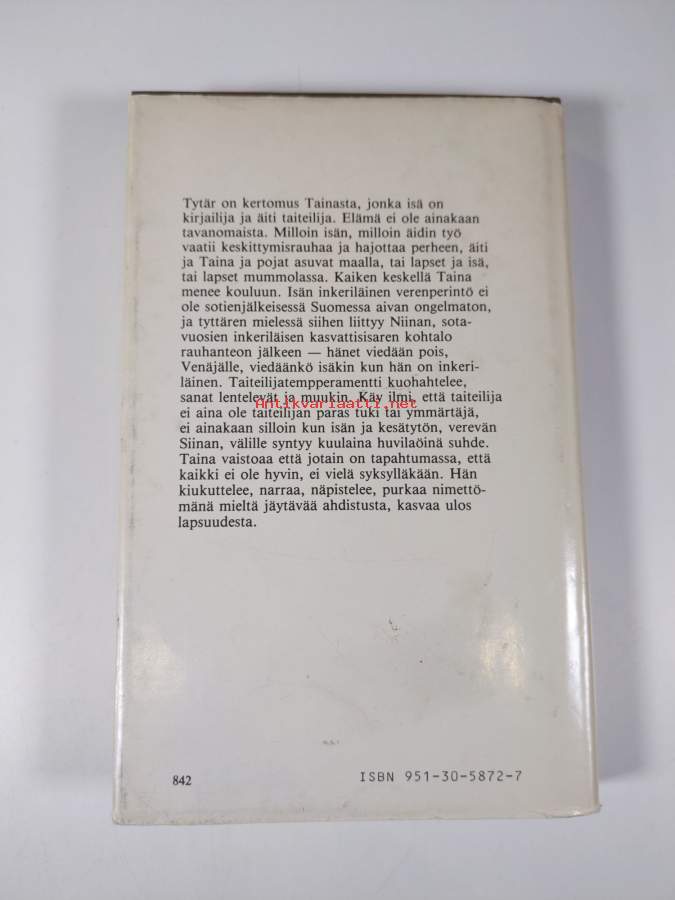 Tytär on kertomus Tainasta, jonka isä on
kirjailija ja äiti taiteilija. Elämä ei ole ainakaan
tavanomaista. Milloin isän, milloin äidin työ
vaatii keskittymisrauhaa ja hajottaa perheen, äiti
ja Taina ja pojat asuvat maalla, tai lapset ja isä,
tai lapset mummolassa. Kaiken keskellä Taina
menee kouluun. Isän inkeriläinen verenperintö ei
ole sotienjälkeisessä Suomessa aivan ongelmaton,
ja tyttären mielessä siihen liittyy Niinan, sota-
vuosien inkeriläisen kasvattisisaren kohtalo
rauhanteon jälkeen — hänet viedään pois,
Venäjälle, viedäänkö isäkin kun hän on inkeri-
läinen. Taiteilijatempperamentti kuohahtelee,
sanat lentelevät ja muukin. Käy ilmi, että taiteilija
Antikvariaatti.net
ei aina ole taiteilijan paras tuki tai ymmärtäjä,
ei ainakaan silloin kun isän ja kesätytön, verevän
Siinan, välille syntyy kuulaina huvilaöinä suhde.
Taina vaistoaa että jotain on tapahtumassa, että
kaikki ei ole hyvin, ei vielä syksylläkään. Hän
kiukuttelee, narraa, näpistelee, purkaa nimettö-
mänä mieltä jäytävää ahdistusta, kasvaa ulos
lapsuudesta.
842
ISBN 951-30-5872-7